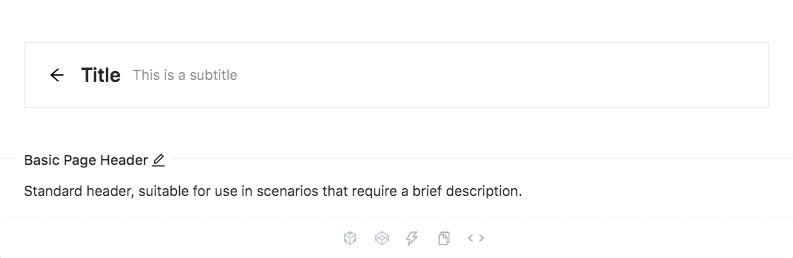 Title This is a subtitle
Basic Page Header
Standard header, suitable for use in scenarios that require a brief description.